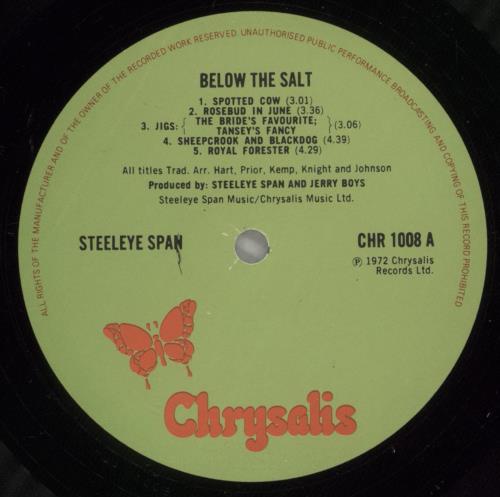 ALL RIGHTS OF THE MANUFACTURER AND OF THE OWNER OF THE RECORDED WORK RESERVED. UNAUTHORISED PUBLIC PERFORMANCE BROADCASTING AND COPYING OF THIS RECORD PROHIBITED
BELOW THE SALT
1. SPOTTED COW (3.01)
2. ROSEBUD IN JUNE (3.36)
3. JIGS: { THE BRIDE'S FAVOURITE; TANSEY'S FANCY } (3.06)
4. SHEEPCROOK AND BLACKDOG (4.39)
5. ROYAL FORESTER (4.29)
All titles Trad. Arr. Hart, Prior, Kemp, Knight and Johnson
Produced by: STEELEYE SPAN AND JERRY BOYS
Steeleye Span Music/Chrysalis Music Ltd.
STEELEYE SPAN
CHR 1008 A
℗ 1972 Chrysalis
Records Ltd.
Chrysalis